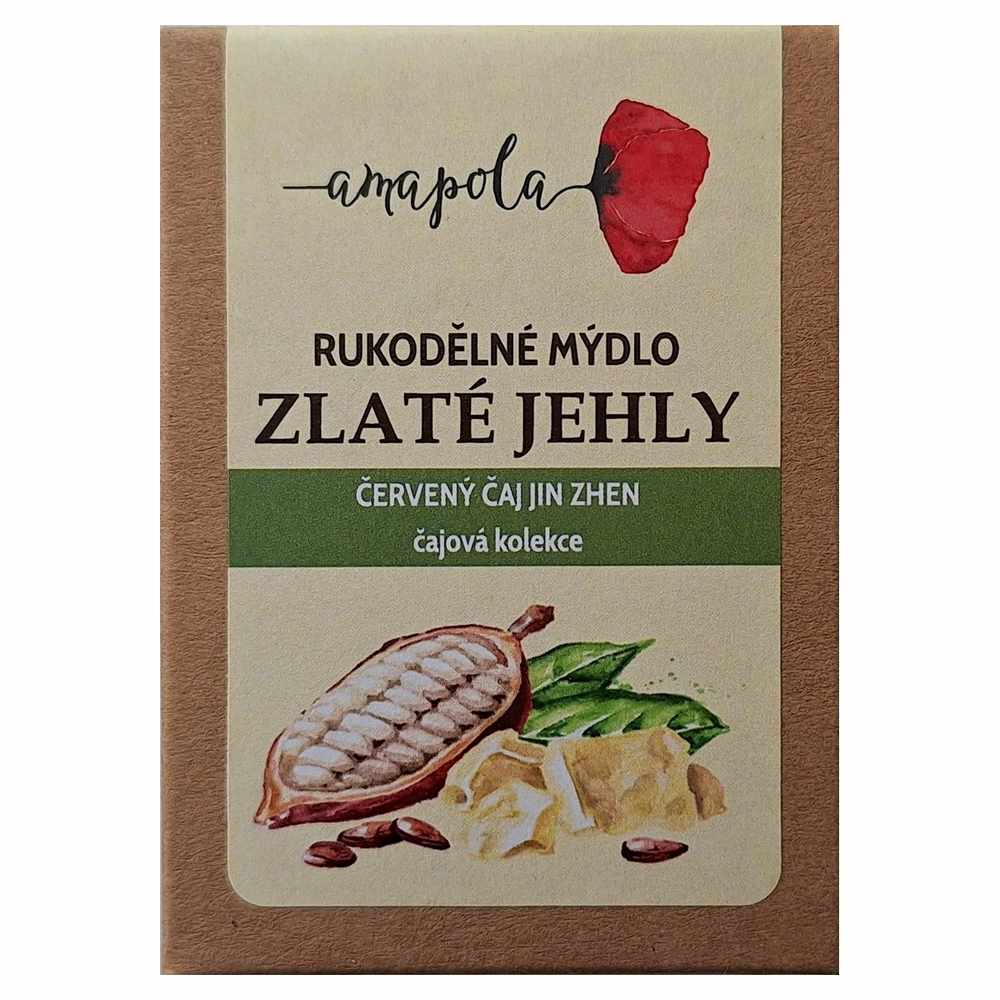 amapola
RUKODĚLNÉ MÝDLO
ZLATÉ JEHLY
ČERVENÝ ČAJ JIN ZHEN
čajová kolekce